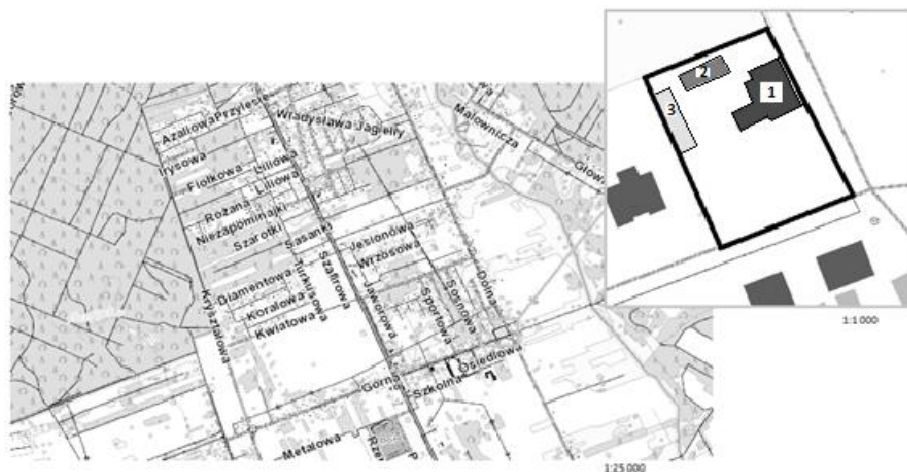 2
1
3
Azaliowa
Przylesie
Władysława Jagiełły
Malownicza
Irysowa
Fiołkowa
Liliowa
Liliowa
Różana
Niezapominajki
Szarotki
Sasanki
Jesionowa
Wrzosowa
Szafirowa
Turkusowa
Diamentowa
Koralowa
Kwiatowa
Kryształowa
Jaworowa
Sportowa
Sosnowa
Dolna
Osiedlowa
Szkolna
Górna
Metalowa
1:1 000
1:25 000